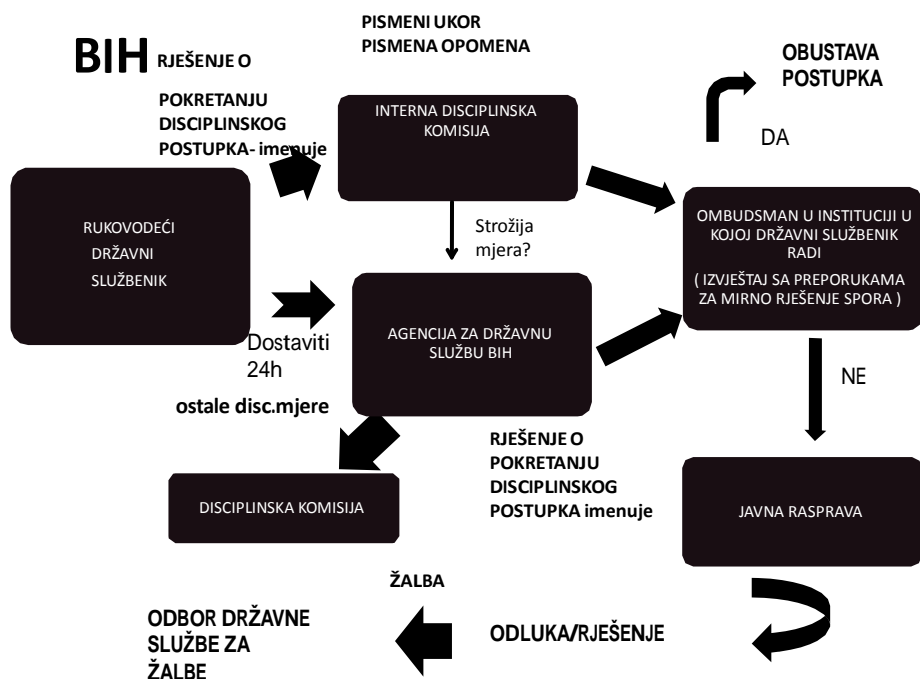 PISMENI UKOR
PISMENA OPOMENA
BIH RJEŠENJE O
POKRETANJU
DISCIPLINSKOG
POSTUPKA- imenuje
INTERNA DISCIPLINSKA
KOMISIJA
OBUSTAVA
POSTUPKA
DA
RUKOVODEĆI
DRŽAVNI
SLUŽBENIK
Strožija
mjera?
OMBUDSMAN U INSTITUCIJI U
KOJOJ DRŽAVNI SLUŽBENIK
RADI
( IZVJEŠTAJ SA PREPORUKAMA
ZA MIRNO RJEŠENJE SPORA )
Dostaviti
24h
ostale disc.mjere
AGENCIJA ZA DRŽAVNU
SLUŽBU BIH
NE
RJEŠENJE O
POKRETANJU
DISCIPLINSKOG
POSTUPKA imenuje
DISCIPLINSKA KOMISIJA
JAVNA RASPRAVA
ŽALBA
ODLUKA/RJEŠENJE
ODBOR DRŽAVNE
SLUŽBE ZA
ŽALBE